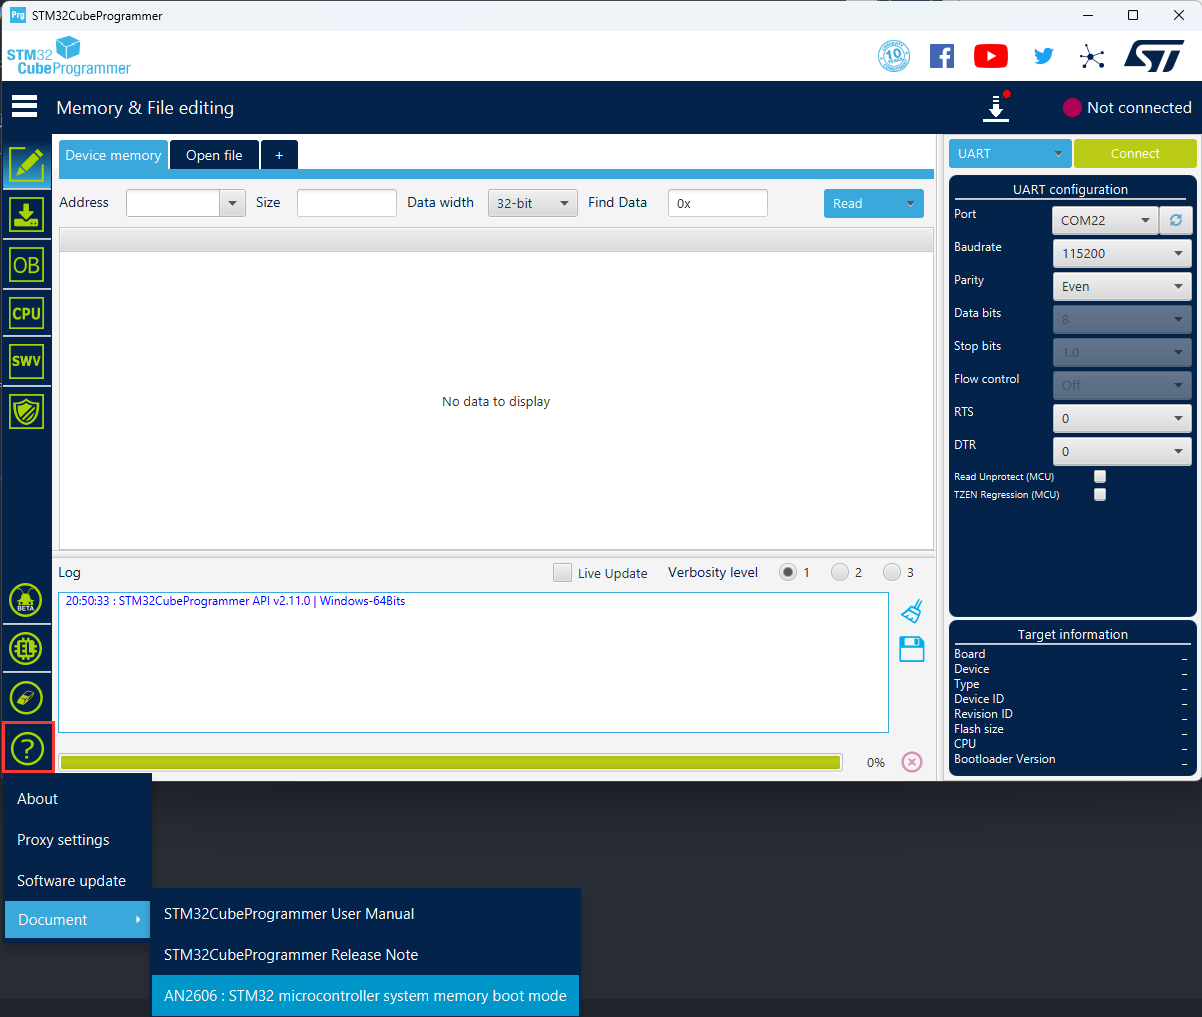 Prg STM32CubeProgrammer
STM32
CubeProgrammer
10
YEARS
ST
Memory & File editing
Not connected
Device memory
Open file
+
Address
Size
Data width
32-bit
Find Data
0x
Read
No data to display
OB
CPU
SWV
BETA
EL
?
Log
Live Update
Verbosity level
1
2
3
20:50:33 : STM32CubeProgrammer API v2.11.0 | Windows-64Bits
0%
UART
Connect
UART configuration
Port COM22
Baudrate 115200
Parity Even
Data bits 8
Stop bits 1.0
Flow control Off
RTS 0
DTR 0
Read Unprotect (MCU)
TZEN Regression (MCU)
Target information
Board _
Device _
Type _
Device ID _
Revision ID _
Flash size _
CPU _
Bootloader Version _
About
Proxy settings
Software update
Document
STM32CubeProgrammer User Manual
STM32CubeProgrammer Release Note
AN2606 : STM32 microcontroller system memory boot mode